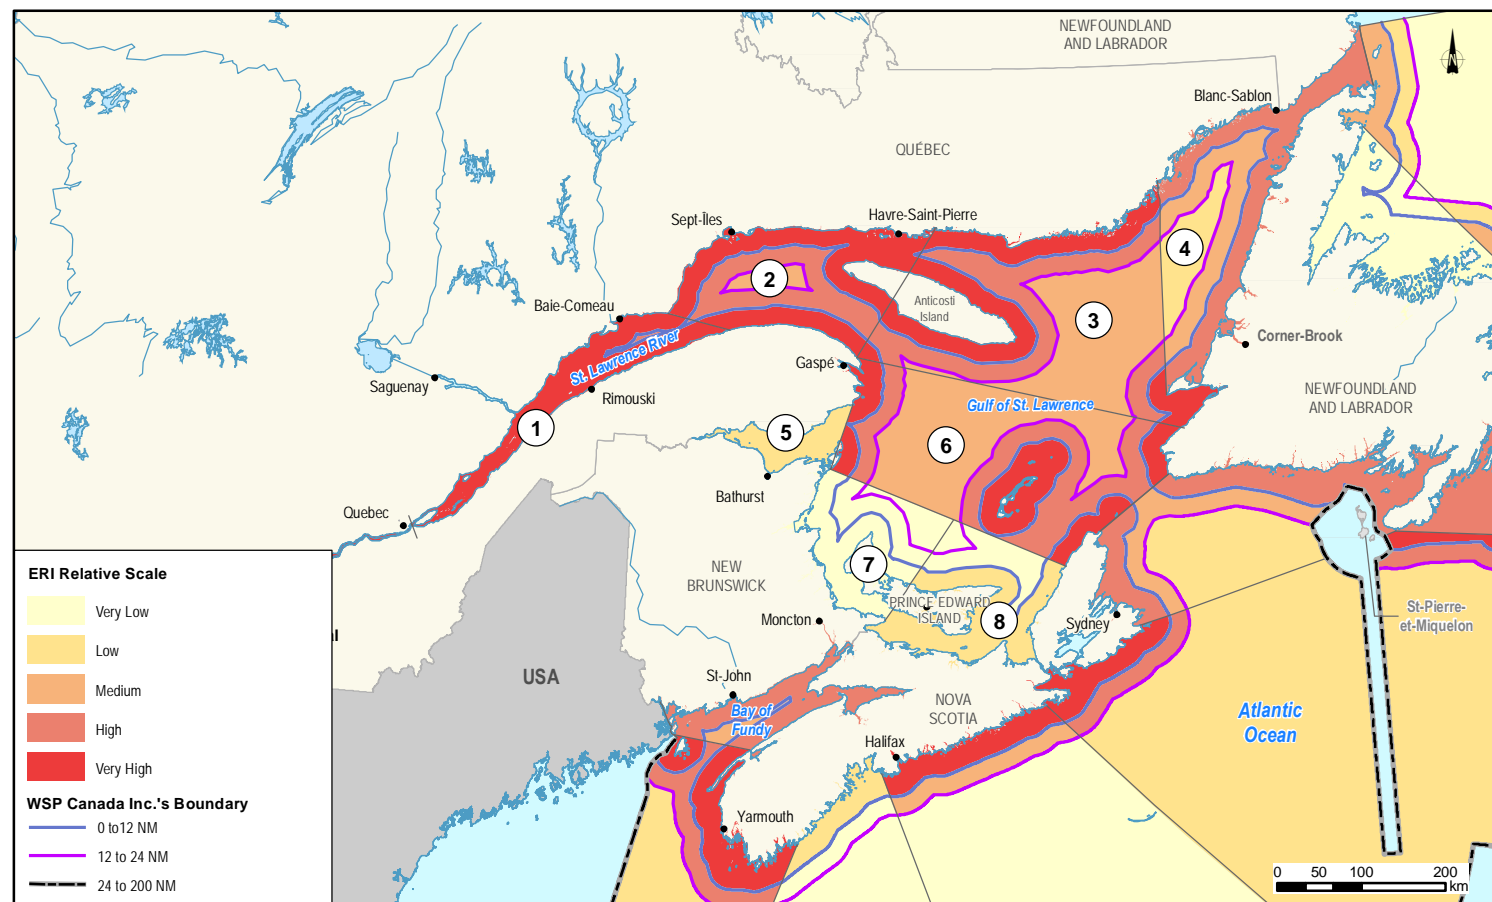 NEWFOUNDLAND
AND LABRADOR
N
Blanc-Sablon
QUÉBEC
Sept-Îles
Havre-Saint-Pierre
4
2
Anticosti
Island
Baie-Comeau
3
Corner-Brook
St. Lawrence River
Gaspé
Saguenay
Rimouski
NEWFOUNDLAND
AND LABRADOR
Gulf of St. Lawrence
1
5
6
Bathurst
Quebec
ERI Relative Scale
Very Low
Low
Medium
High
Very High
WSP Canada Inc.'s Boundary
0 to12 NM
12 to 24 NM
24 to 200 NM
al
USA
NEW
BRUNSWICK
7
PRINCE EDWARD
ISLAND
8
Moncton
Sydney
St-Pierre-
et-Miquelon
St-John
Bay of
Fundy
NOVA
SCOTIA
Halifax
Atlantic
Ocean
Yarmouth
0 50 100 200
km